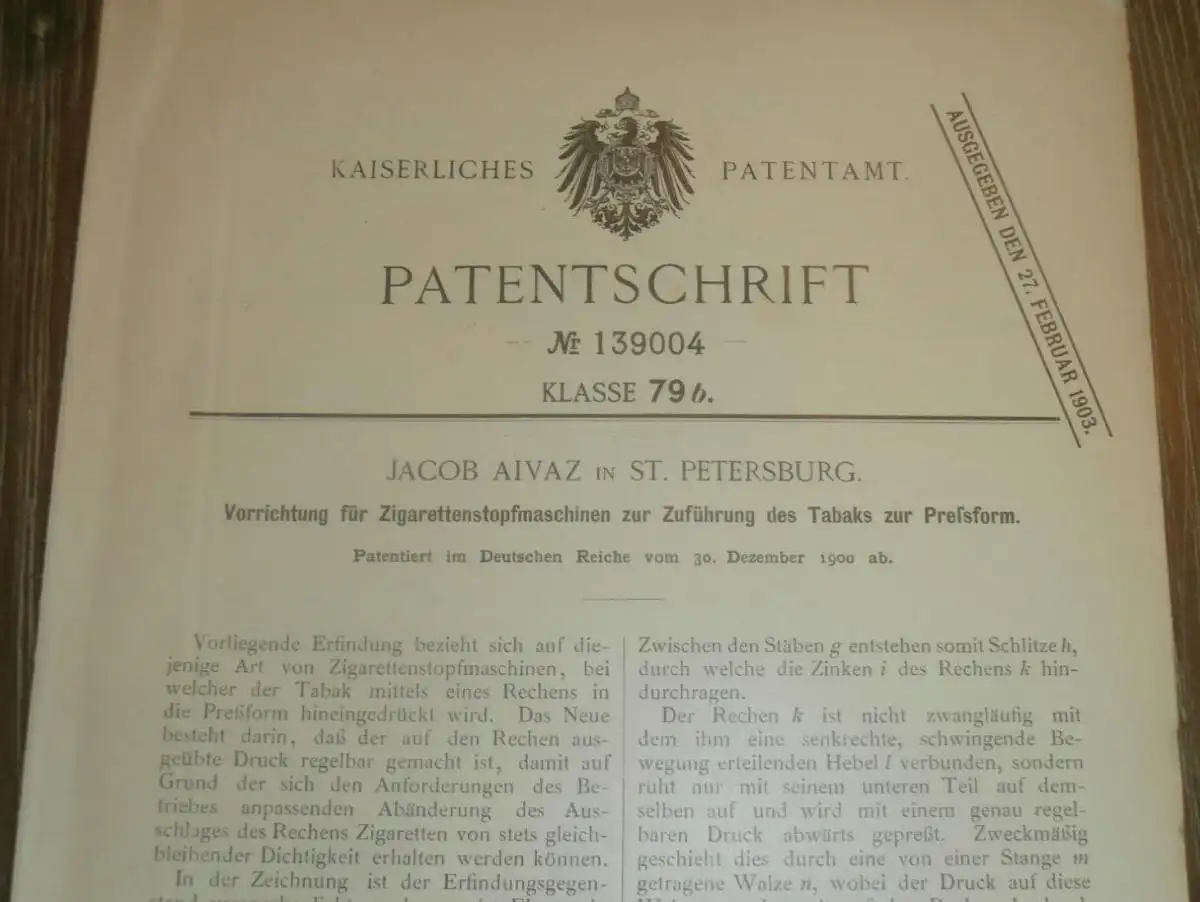 KAISERLICHES PATENTAMT.
AUSGEGEBEN DEN 27. FEBRUAR 1903.
PATENTSCHRIFT
№ 139004
KLASSE 79 b.
JACOB AIVAZ IN ST. PETERSBURG.
Vorrichtung für Zigarettenstopfmaschinen zur Zuführung des Tabaks zur Preſsform.
Patentiert im Deutschen Reiche vom 30. Dezember 1900 ab.
Vorliegende Erfindung bezieht sich auf die-
jenige Art von Zigarettenstopfmaschinen, bei
welcher der Tabak mittels eines Rechens in
die Preßform hineingedrückt wird. Das Neue
besteht darin, daß der auf den Rechen aus-
geübte Druck regelbar gemacht ist, damit auf
Grund der sich den Anforderungen des Be-
triebes anpassenden Abänderung des Aus-
schlages des Rechens Zigaretten von stets gleich-
bleibender Dichtigkeit erhalten werden können.
In der Zeichnung ist der Erfindungsgegen-
Zwischen den Stäben g entstehen somit Schlitze h,
durch welche die Zinken i des Rechens k hin-
durchragen.
Der Rechen k ist nicht zwangläufig mit
dem ihm eine senkrechte, schwingende Be-
wegung erteilenden Hebel l verbunden, sondern
ruht nur mit seinem unteren Teil auf dem-
selben auf und wird mit einem genau regel-
baren Druck abwärts gepreßt. Zweckmäßig
geschieht dies durch eine von einer Stange m
getragene Walze n, wobei der Druck auf diese